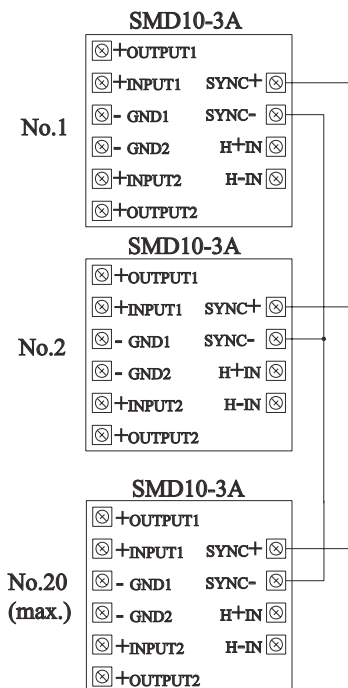 SMD10-3A
+OUTPUT1
+INPUT1 SYNC+
- GND1 SYNC-
No.1
- GND2 H+IN
+INPUT2 H-IN
+OUTPUT2
SMD10-3A
+OUTPUT1
+INPUT1 SYNC+
No.2
- GND1 SYNC-
- GND2 H+IN
+INPUT2 H-IN
+OUTPUT2
SMD10-3A
+OUTPUT1
+INPUT1 SYNC+
No.20
(max.)
- GND1 SYNC-
- GND2 H+IN
+INPUT2 H-IN
+OUTPUT2